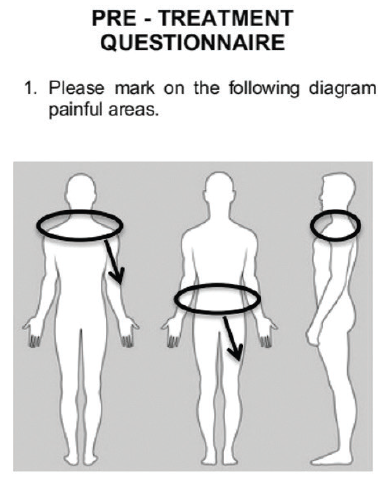 PRE - TREATMENT
QUESTIONNAIRE
1. Please mark on the following diagram
painful areas.